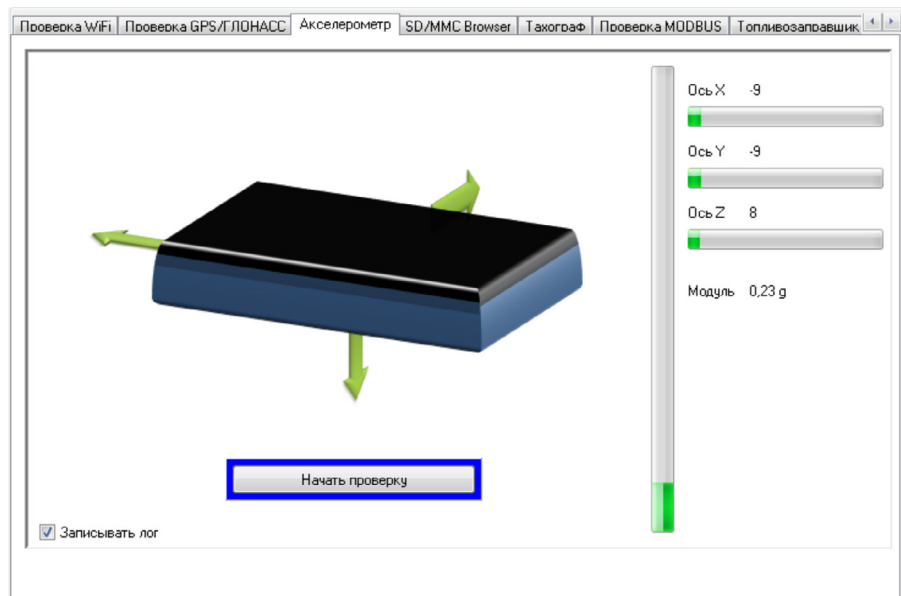 Проверка WiFi Проверка GPS/ГЛОНАСС Акселерометр SD/MMC Browser Тахограф Проверка MODBUS Топливозаправщик
Ось X -9
Ось Y -9
Ось Z 8
Модуль 0,23 g
Начать проверку
Записывать лог